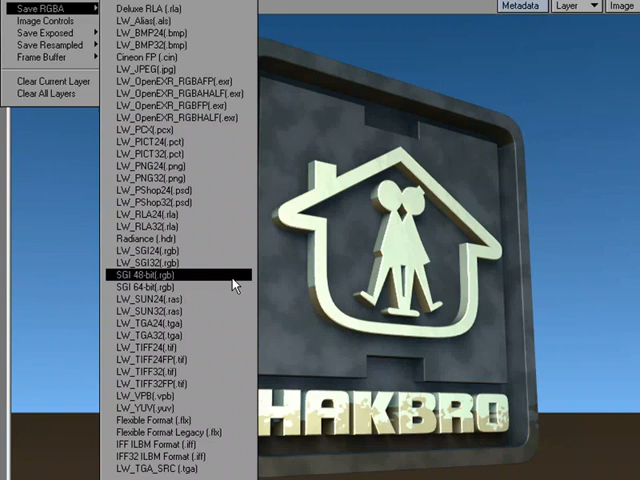 Save RGBA
Image Controls
Save Exposed
Save Resampled
Frame Buffer
Clear Current Layer
Clear All Layers
Deluxe RLA (.rla)
LW_Alias(.als)
LW_BMP24(.bmp)
LW_BMP32(.bmp)
Cineon FP (.cin)
LW_JPEG(.jpg)
LW_OpenEXR_RGBAFP(.exr)
LW_OpenEXR_RGBAHALF(.exr)
LW_OpenEXR_RGBFP(.exr)
LW_OpenEXR_RGBHALF(.exr)
LW_PCX(.pcx)
LW_PICT24(.pct)
LW_PICT32(.pct)
LW_PNG24(.png)
LW_PNG32(.png)
LW_PShop24(.psd)
LW_PShop32(.psd)
LW_RLA24(.rla)
LW_RLA32(.rla)
Radiance (.hdr)
LW_SGI24(.rgb)
LW_SGI32(.rgb)
SGI 48-bit(.rgb)
SGI 64-bit(.rgb)
LW_SUN24(.ras)
LW_SUN32(.ras)
LW_TGA24(.tga)
LW_TGA32(.tga)
LW_TIFF24(.tif)
LW_TIFF24FP(.tif)
LW_TIFF32(.tif)
LW_TIFF32FP(.tif)
LW_VPB(.vpb)
LW_YUV(.yuv)
Flexible Format (.flx)
Flexible Format Legacy (.flx)
IFF ILBM Format (.iff)
IFF32 ILBM Format (.iff)
LW_TGA_SRC (.tga)
Metadata
Layer
Image
HAKBRO